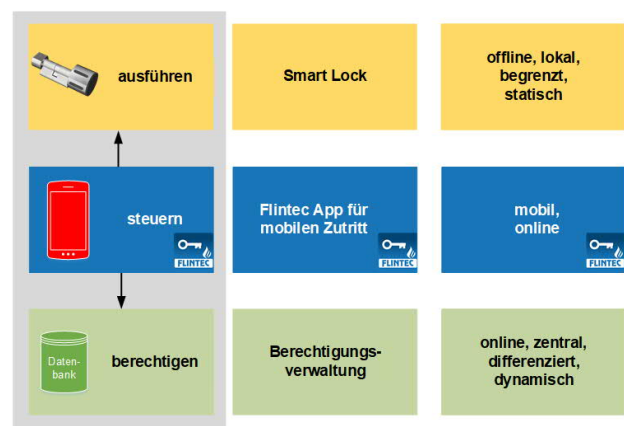 ausführen
Smart Lock
offline, lokal,
begrenzt,
statisch
steuern
FLINTEC
Flintec App für
mobilen Zutritt
FLINTEC
mobil,
online
FLINTEC
Daten-
bank
berechtigen
Berechtigungs-
verwaltung
online, zentral,
differenziert,
dynamisch